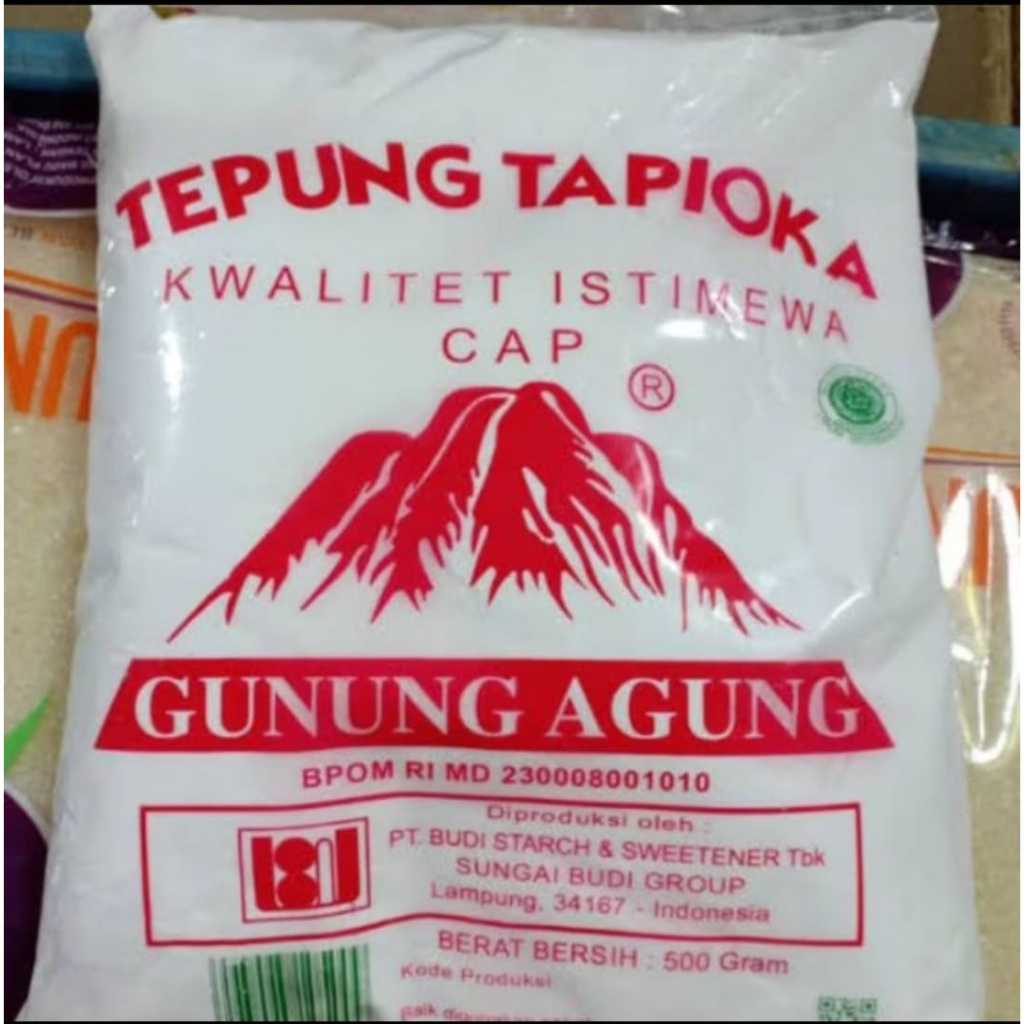 TEPUNG TAPIOKA
KWALITET ISTIMEWA
CAP
®
GUNUNG AGUNG
BPOM RI MD 230008001010
Diproduksi oleh :
PT. BUDI STARCH & SWEETENER Tbk
SUNGAI BUDI GROUP
Lampung, 34167 - Indonesia
BERAT BERSIH : 500 Gram
Kode Produksi